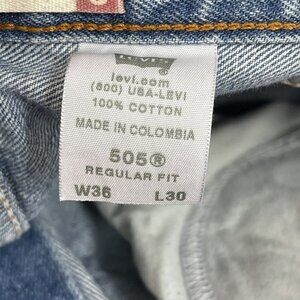 Levi's
levi.com
(800) USA-LEVI
100% COTTON
MADE IN COLOMBIA
505®
REGULAR FIT
W36 L30